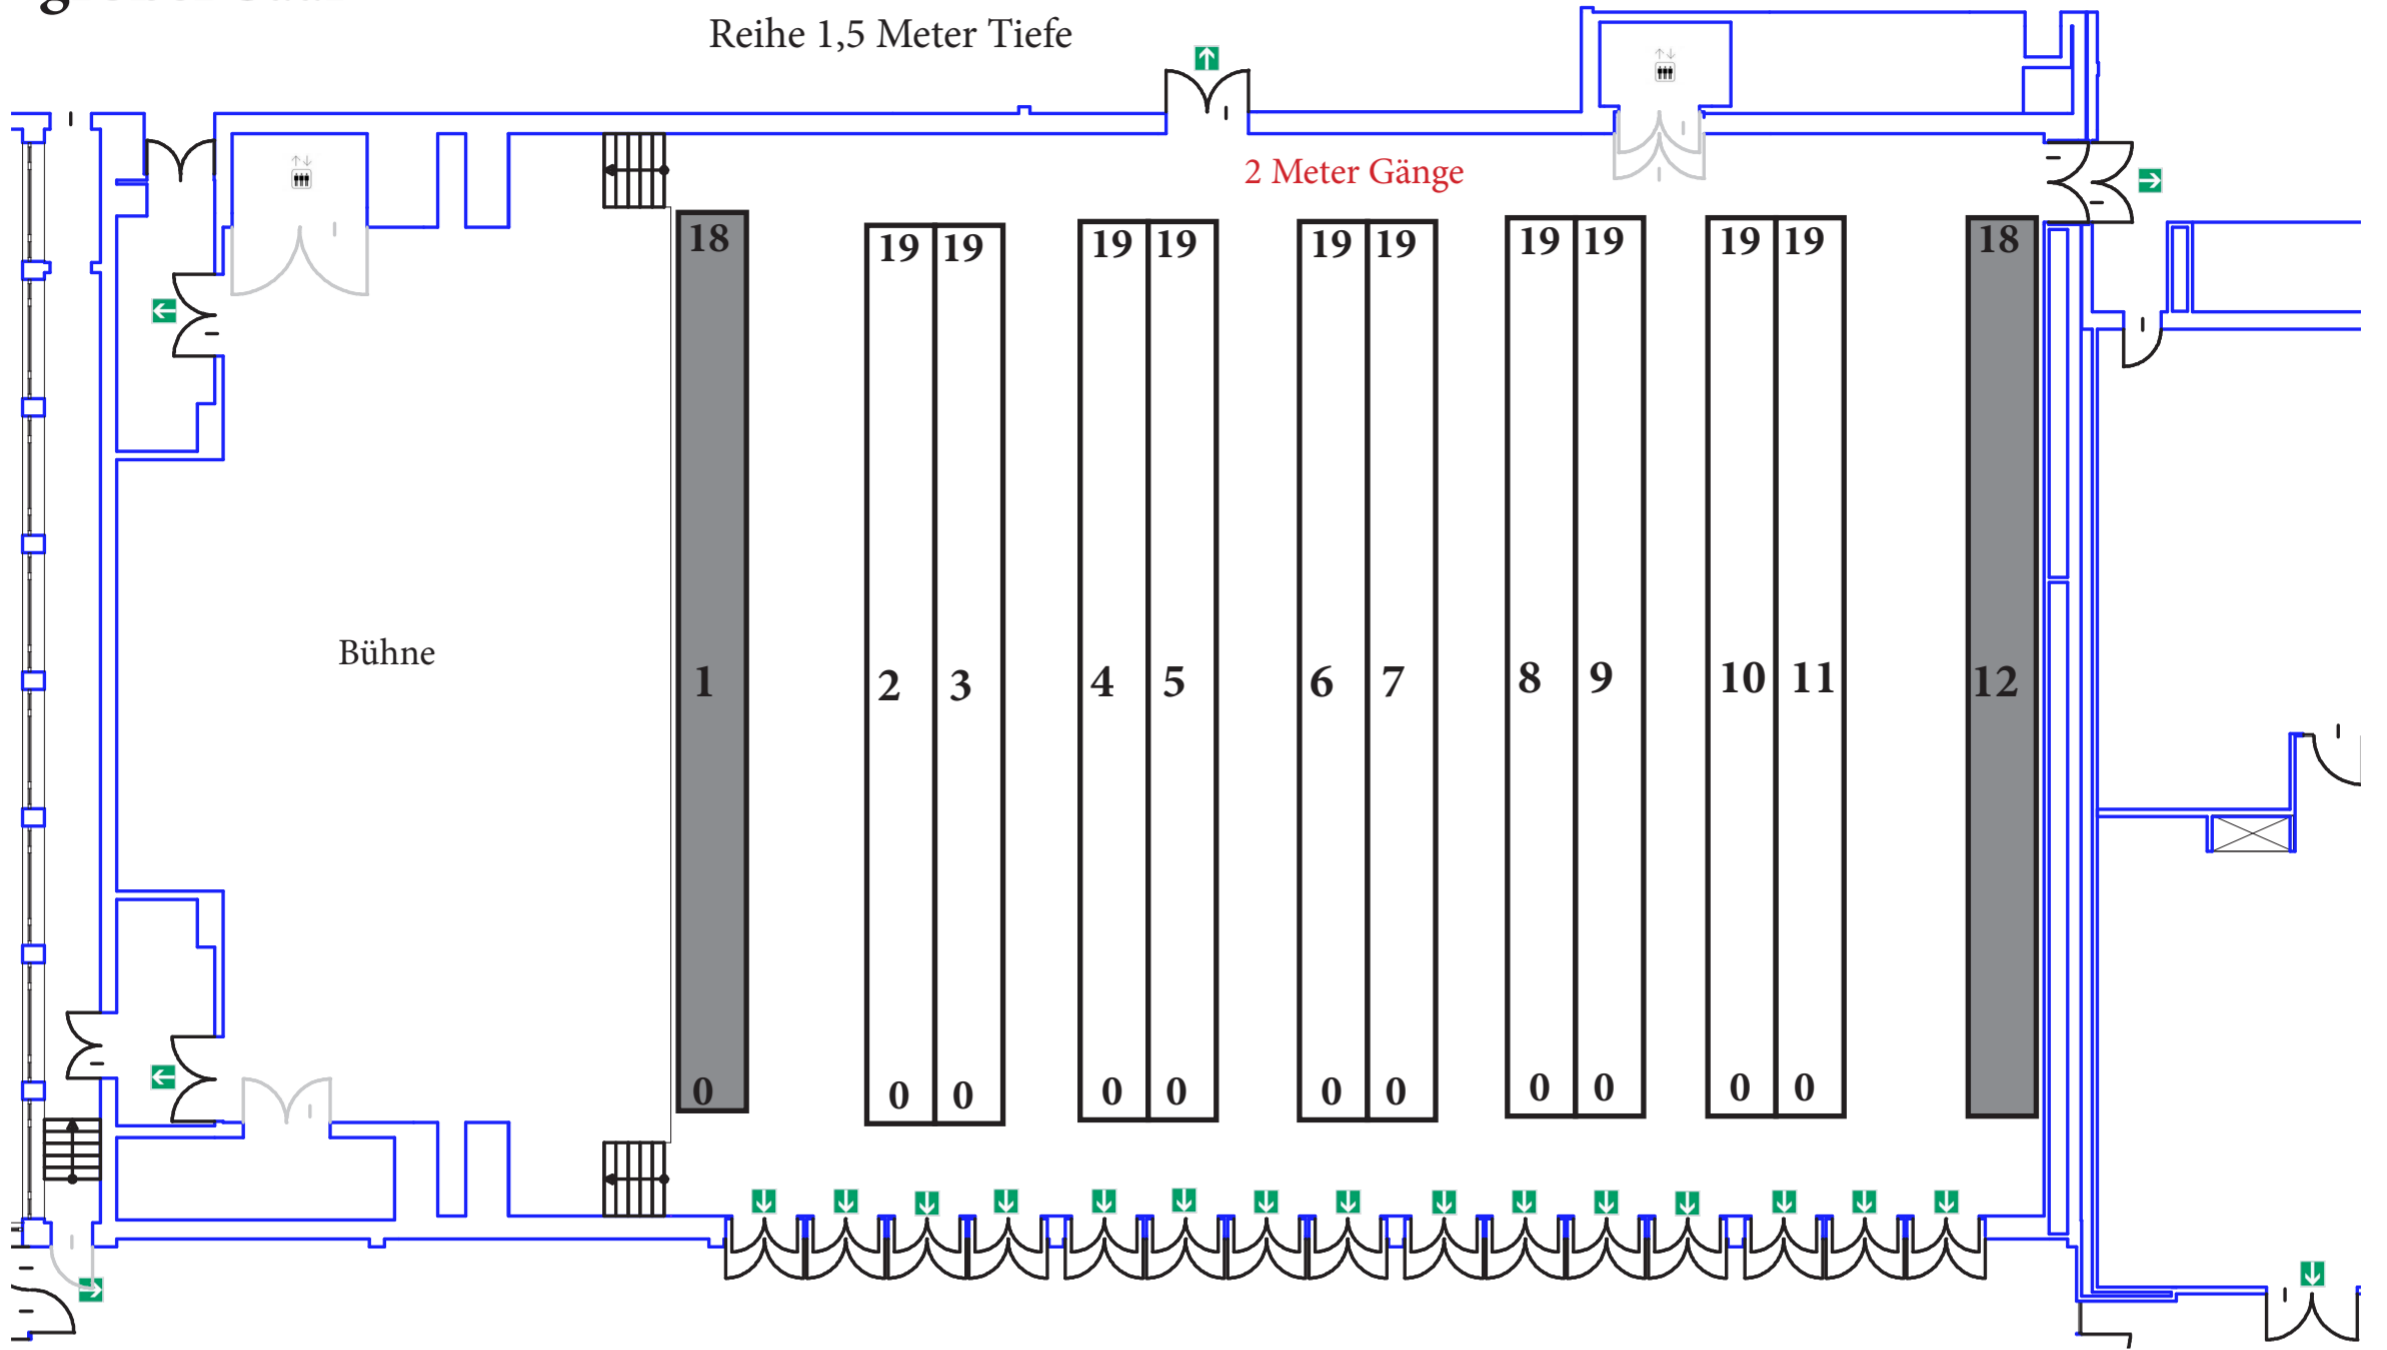 Reihe 1,5 Meter Tiefe
2 Meter Gänge
18 19 19 19 19 19 19 19 19 19 19 18
Bühne
1 2 3 4 5 6 7 8 9 10 11 12
0 0 0 0 0 0 0 0 0 0 0